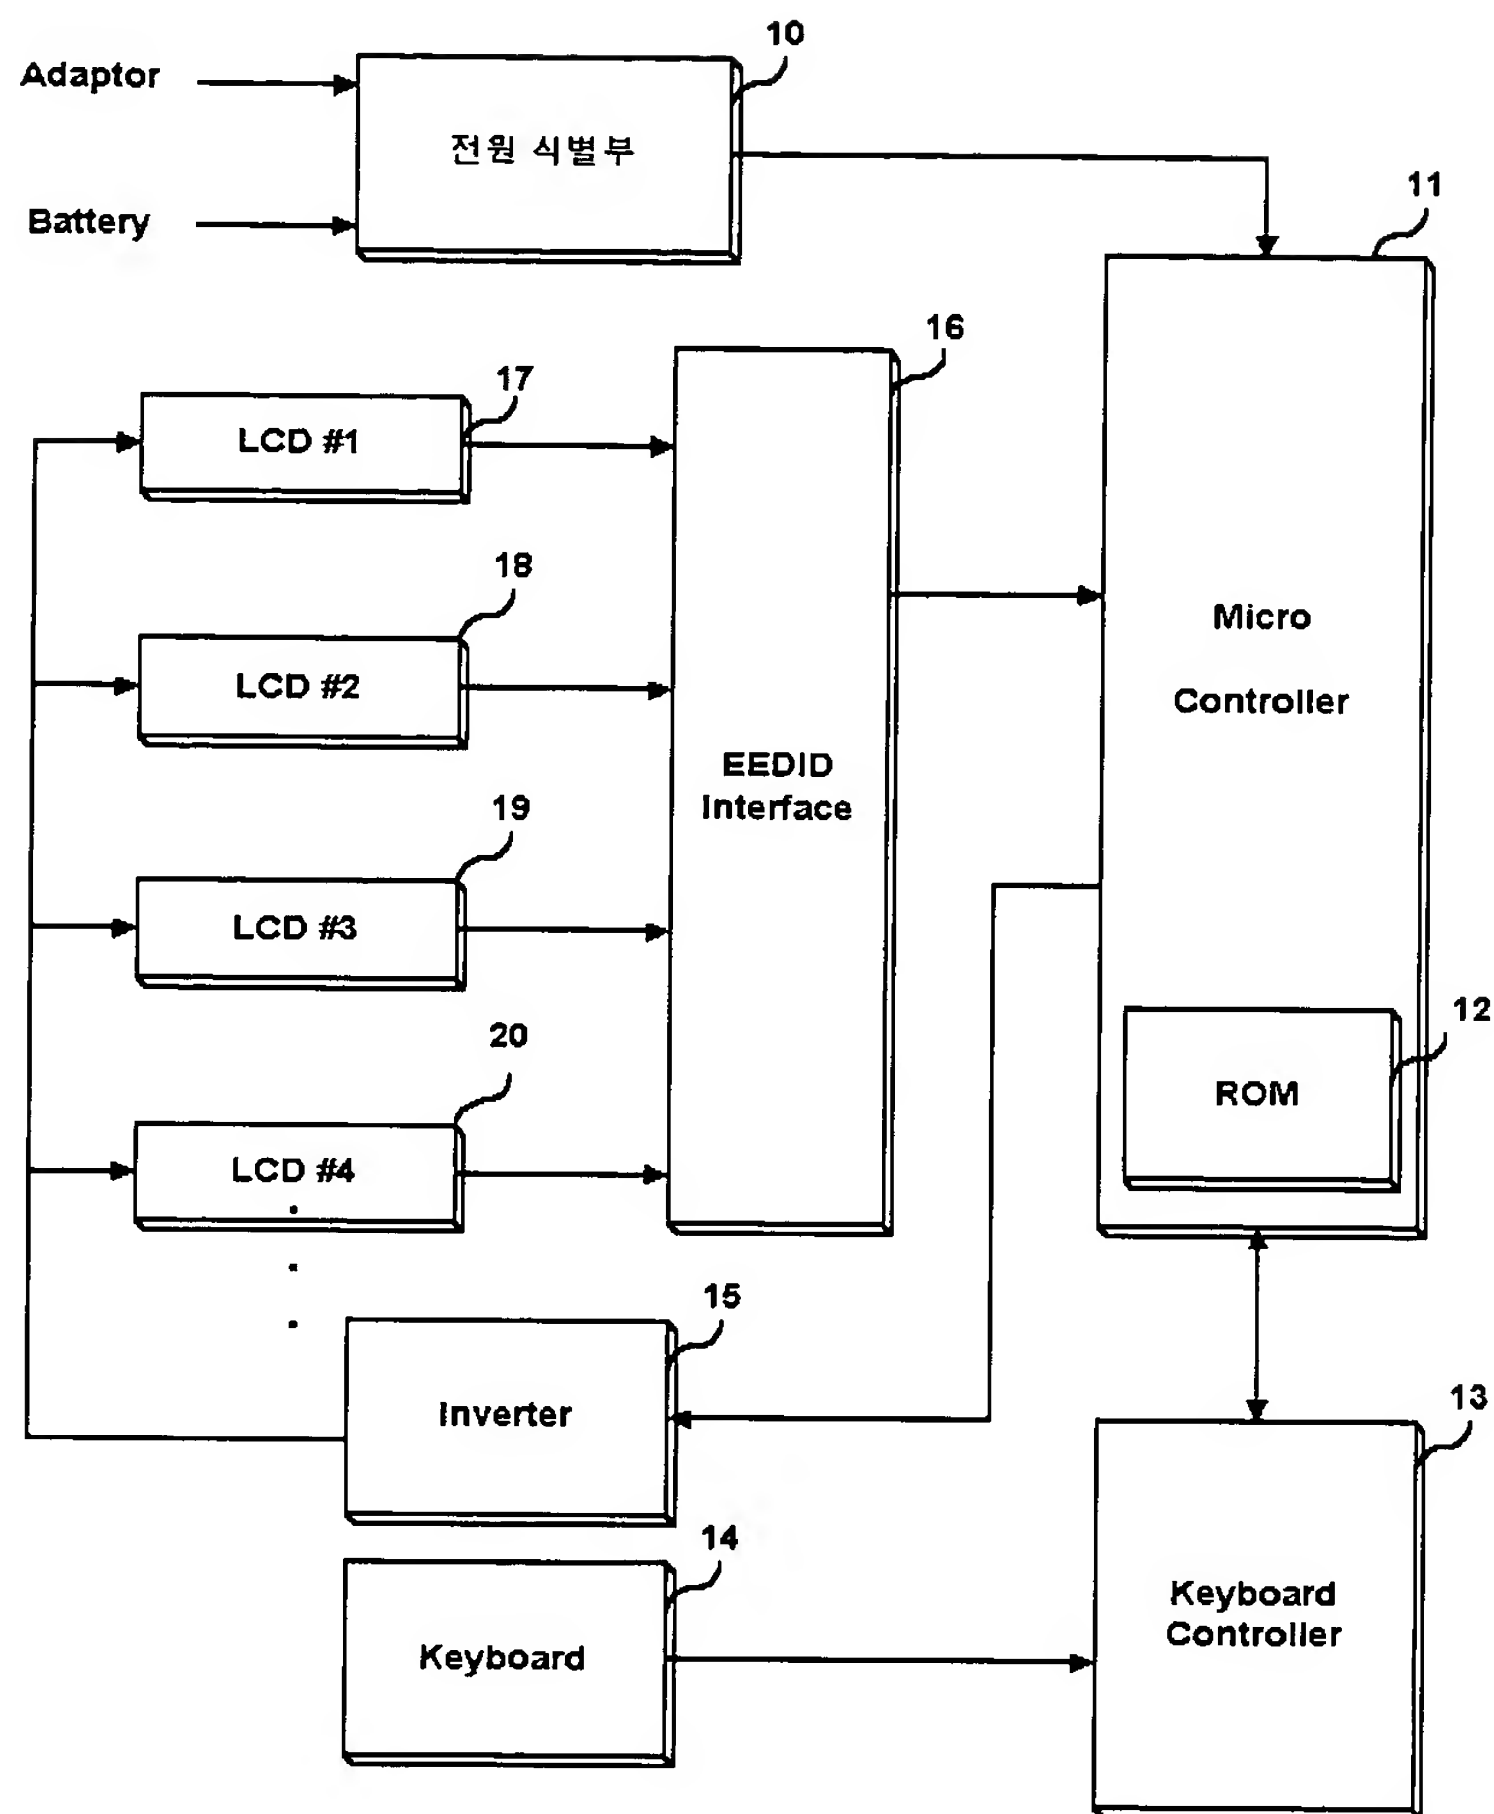 10
Adaptor
전원 식별부
Battery
11
16
17
LCD #1
18
Micro
Controller
LCD #2
EEDID
Interface
19
LCD #3
12
20
ROM
LCD #4
15
Inverter
13
14
Keyboard
Controller
Keyboard